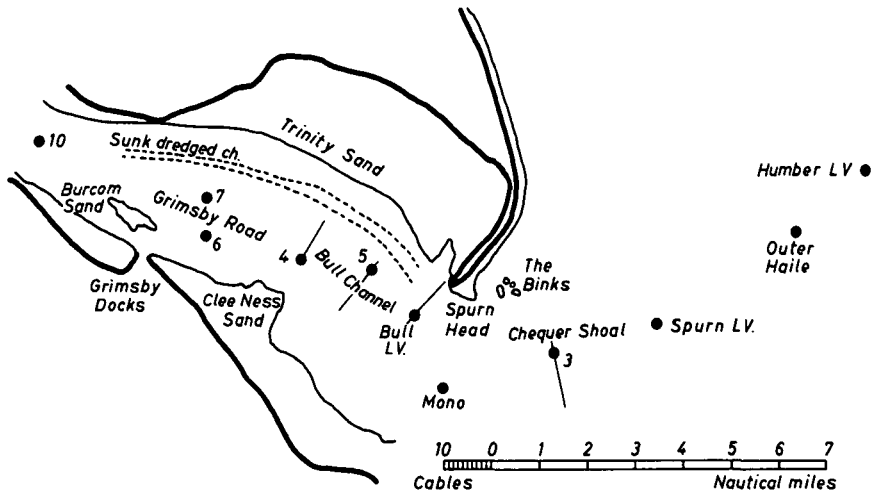 Trinity Sand
Sunk dredged ch.
10
Humber LV
Burcom
Sand
7
Grimsby Road
6
Outer
Haile
4
5
Bull Channel
The
Binks
Grimsby
Docks
Clee Ness
Sand
Spurn
Head
Bull
LV.
Chequer Shoal
3
Spurn LV.
Mono
10 0 1 2 3 4 5 6 7
Cables
Nautical miles